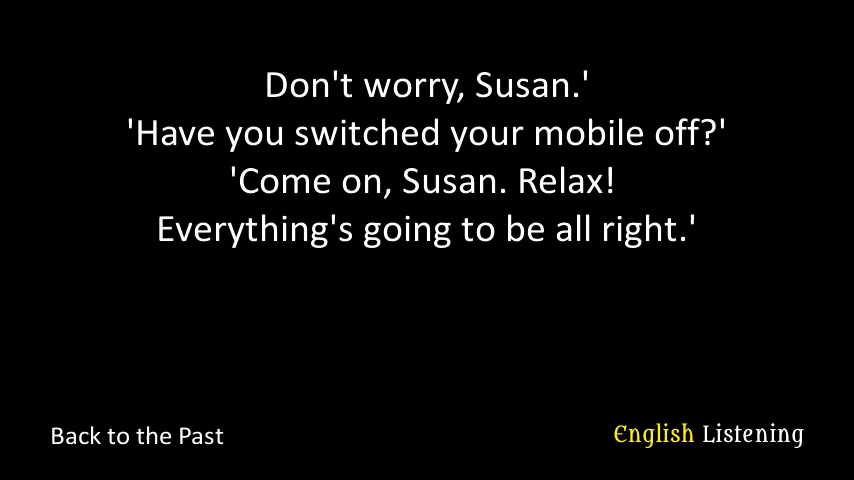 Don't worry, Susan.'
'Have you switched your mobile off?'
'Come on, Susan. Relax!
Everything's going to be all right.'
Back to the Past
English Listening